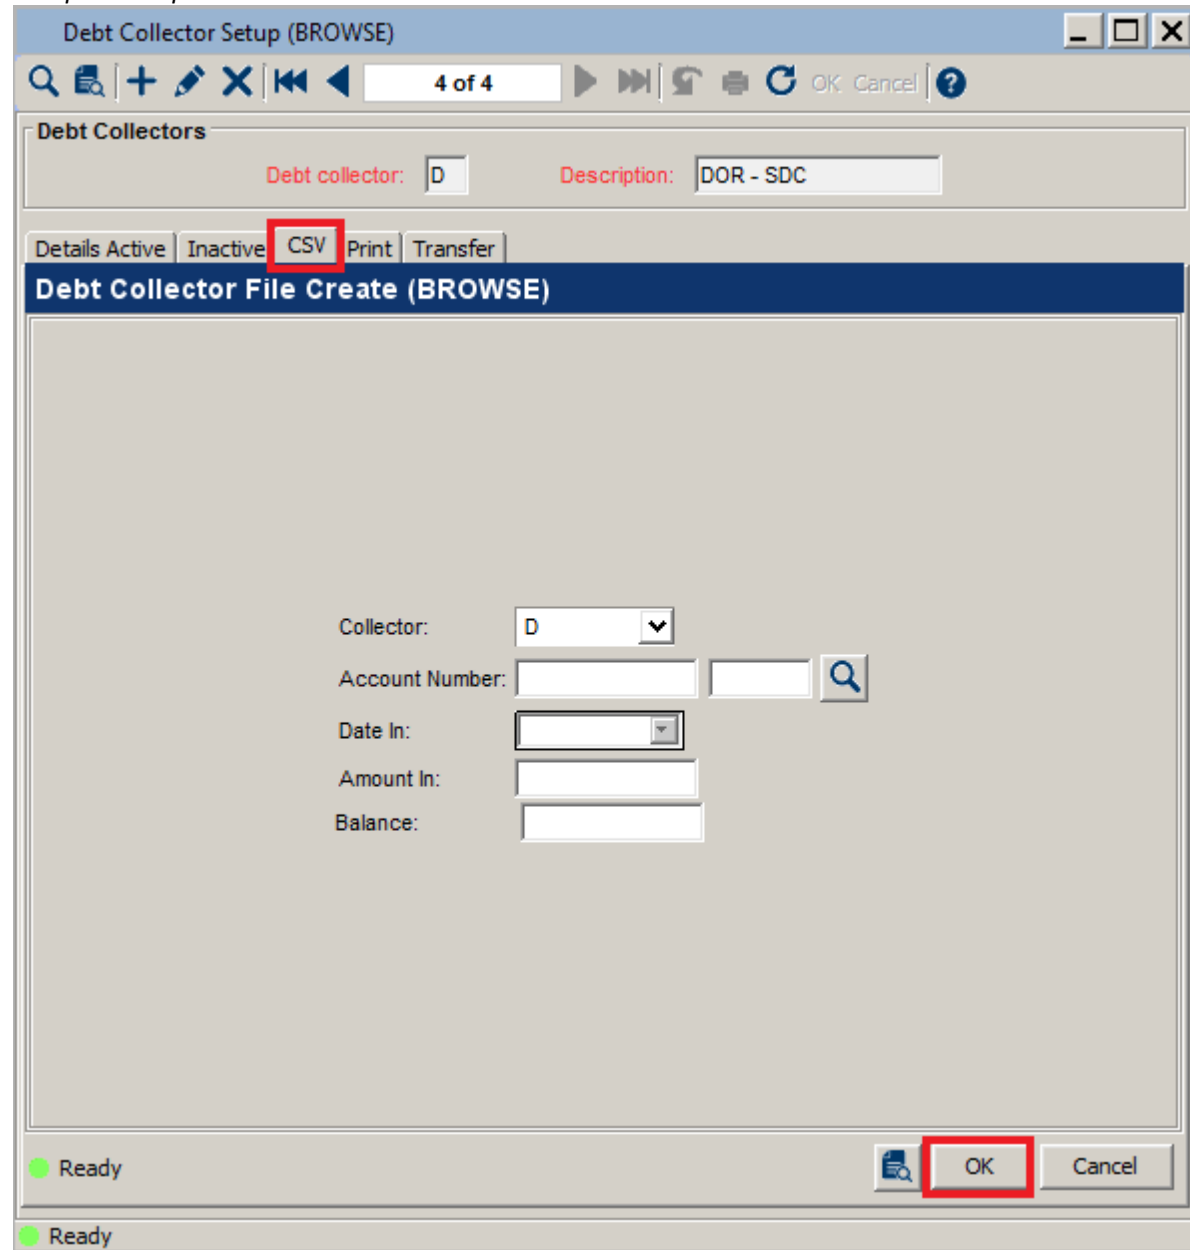 Debt Collector Setup (BROWSE)
4 of 4 OK Cancel
Debt Collectors
Debt collector: D Description: DOR - SDC
Details Active Inactive CSV Print Transfer
Debt Collector File Create (BROWSE)
Collector: D
Account Number:
Date In:
Amount In:
Balance:
Ready OK Cancel
Ready